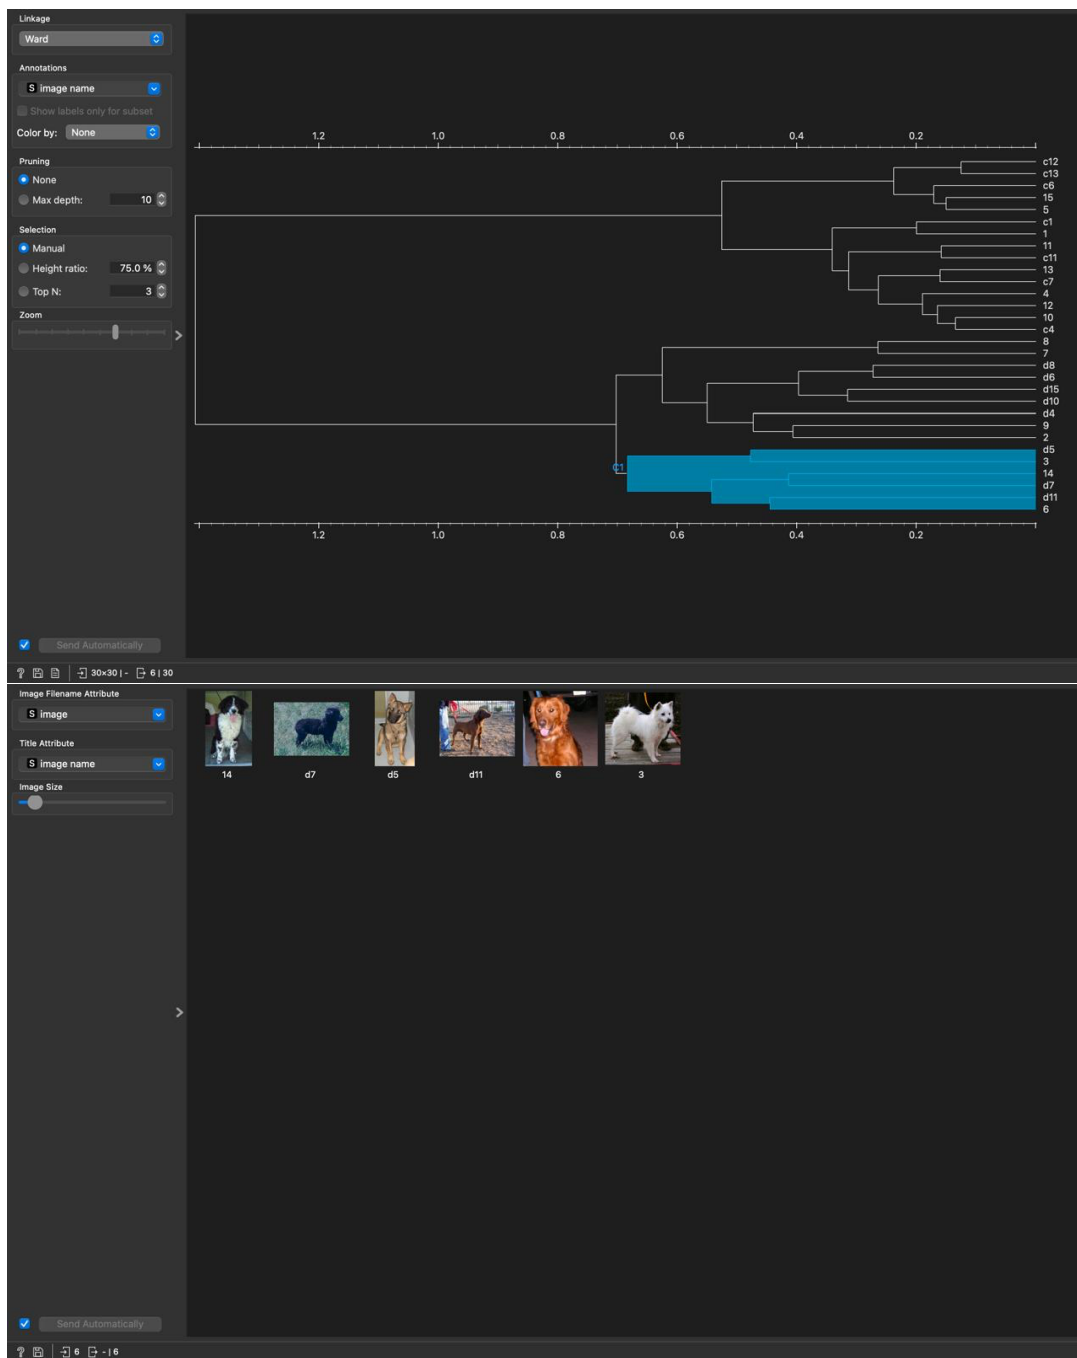 Linkage
Ward
Annotations
S image name
Show labels only for subset
Color by: None
Pruning
None
Max depth: 10
Selection
Manual
Height ratio: 75.0 %
Top N: 3
Zoom
1.2 1.0 0.8 0.6 0.4 0.2
c12
c13
c6
15
5
c1
1
11
c11
13
c7
4
12
10
c4
8
7
d8
d6
d15
d10
d4
9
2
d5
3
14
d7
d11
6
C1
1.2 1.0 0.8 0.6 0.4 0.2
Send Automatically
? 30×30 | - 6 | 30
Image Filename Attribute
S image
Title Attribute
S image name
Image Size
14 d7 d5 d11 6 3
Send Automatically
? 6 - | 6